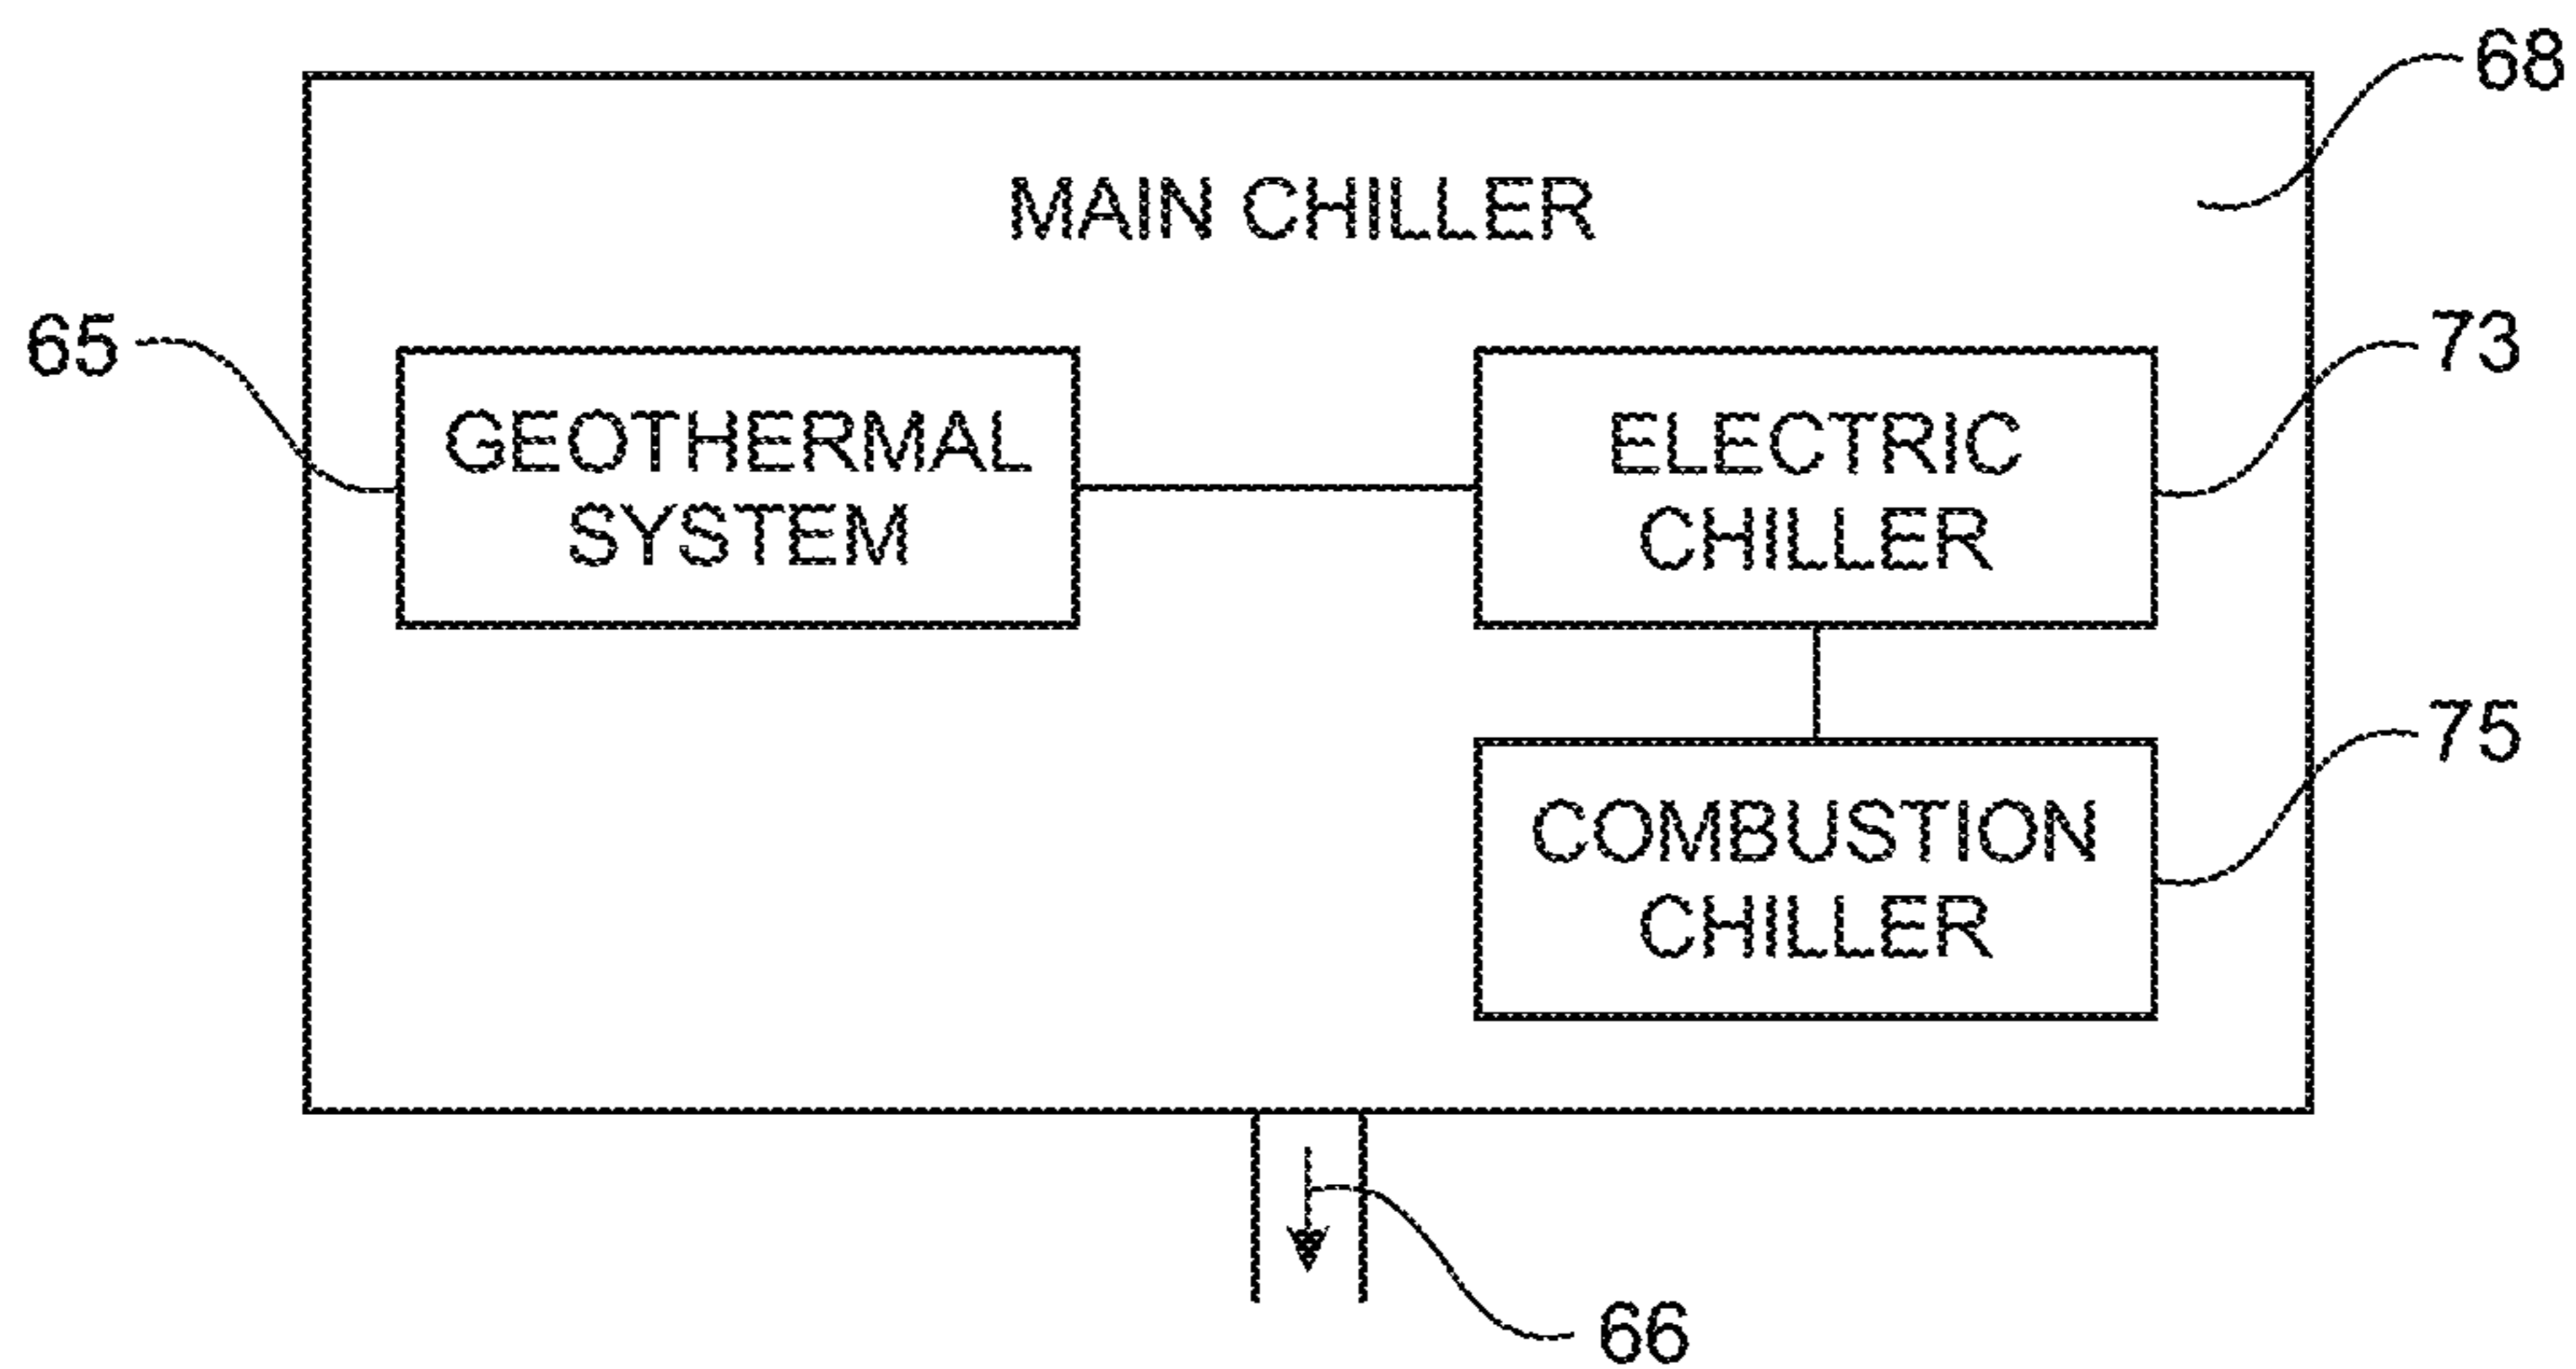 68
MAIN CHILLER
65
73
GEOTHERMAL
SYSTEM
ELECTRIC
CHILLER
75
COMBUSTION
CHILLER
66